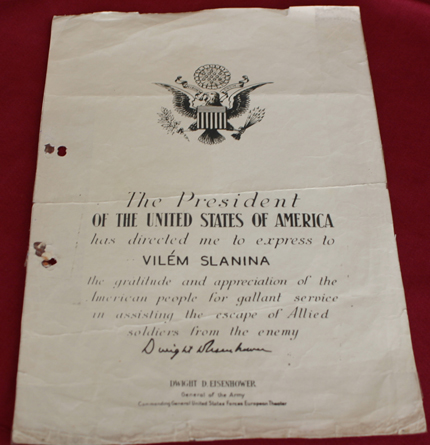 The President
OF THE UNITED STATES OF AMERICA
has directed me to express to
VILÉM SLANINA
the gratitude and appreciation of the
American people for gallant service
in assisting the escape of Allied
soldiers from the enemy
Dwight D Eisenhower
DWIGHT D. EISENHOWER
General of the Army
Commanding General United States Forces European Theater